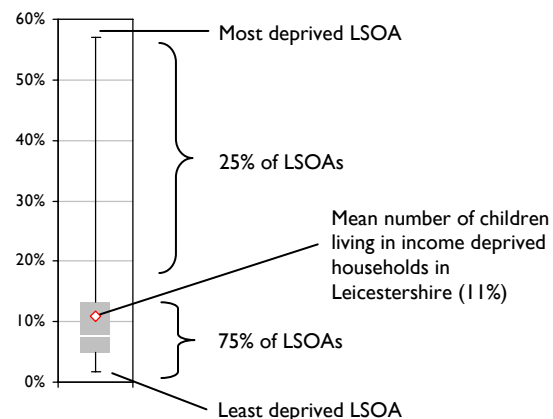 60%
50%
40%
30%
20%
10%
0%
Most deprived LSOA
25% of LSOAs
Mean number of children
living in income deprived
households in
Leicestershire (11%)
75% of LSOAs
Least deprived LSOA